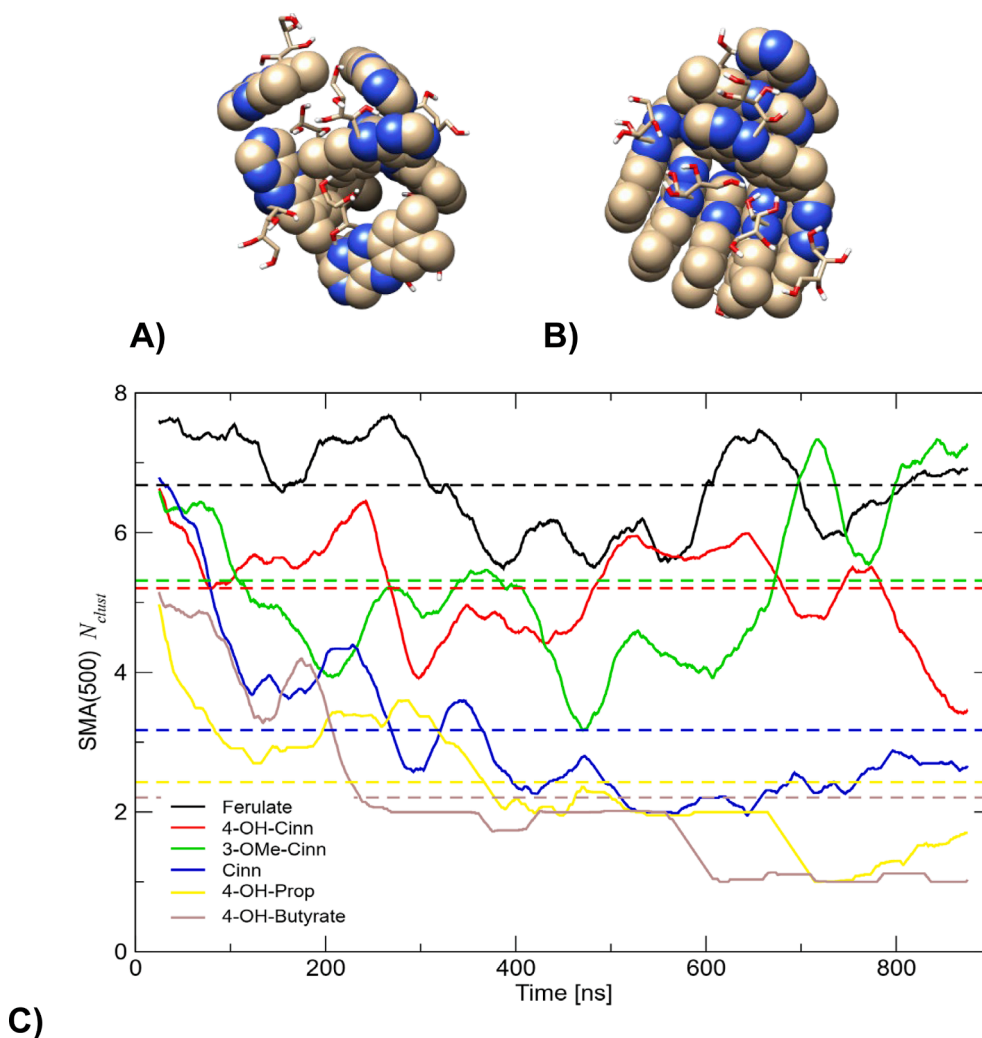 A)
B)
8
6
4
2
0
SMA(500) N_clust
Ferulate
4-OH-Cinn
3-OMe-Cinn
Cinn
4-OH-Prop
4-OH-Butyrate
0 200 400 600 800
Time [ns]
C)